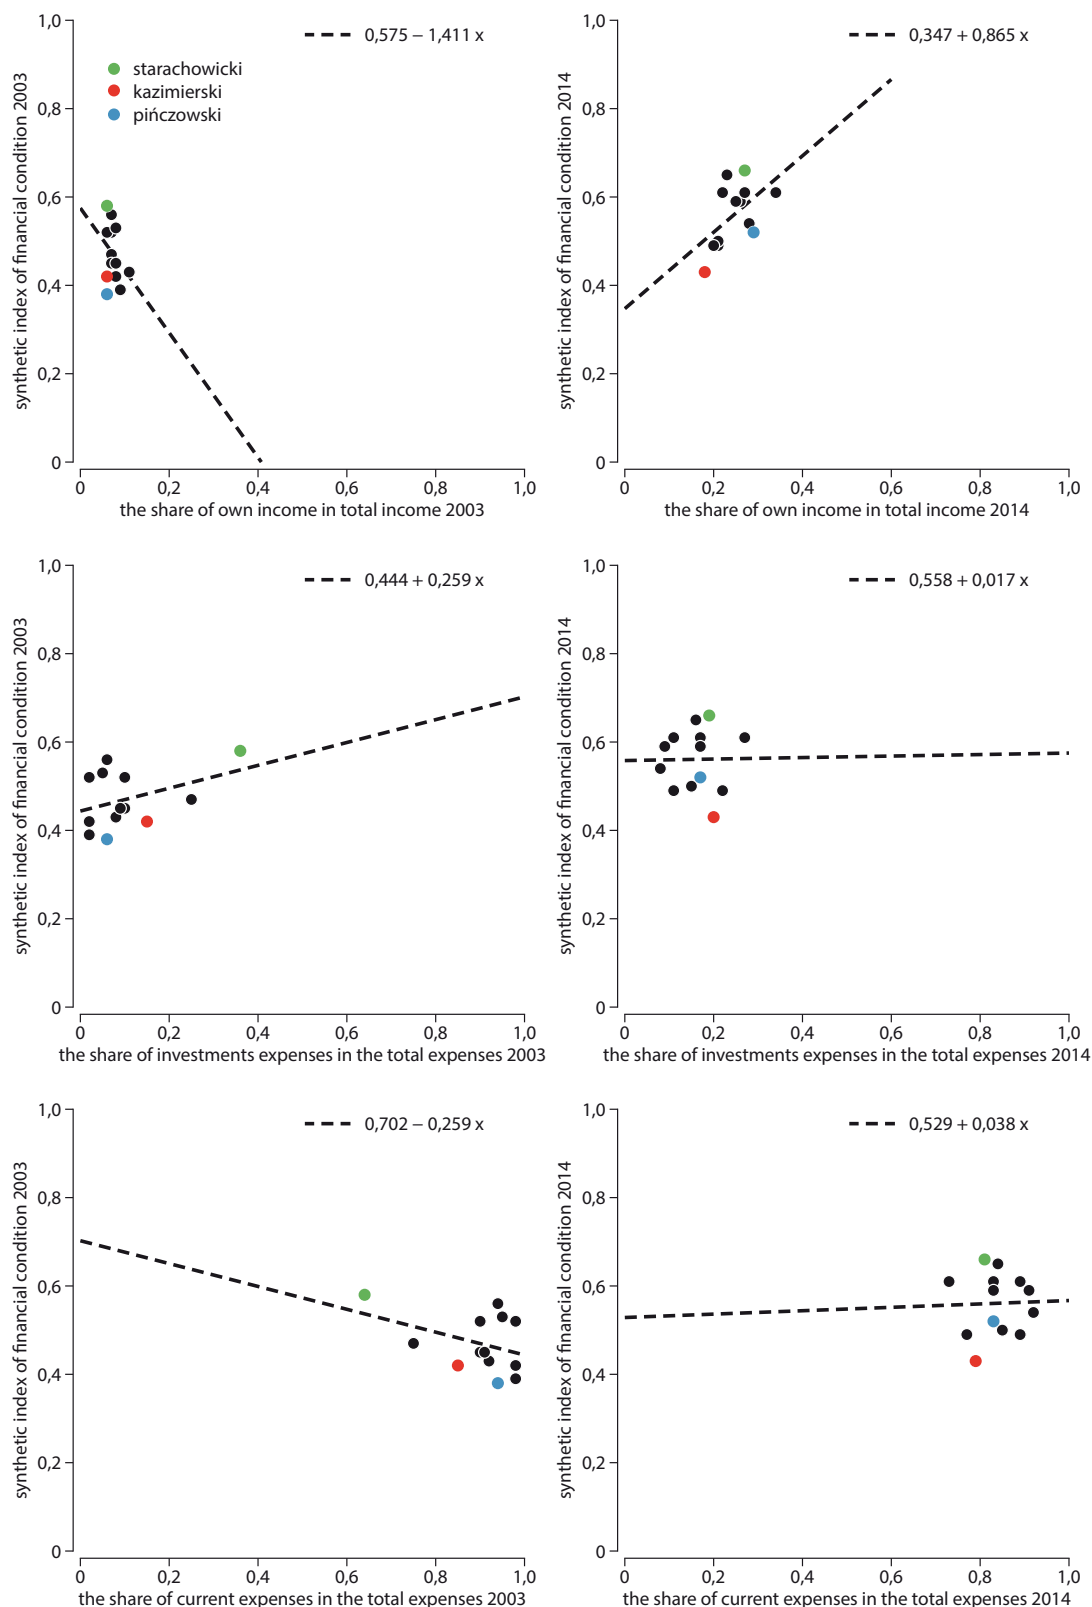 synthetic index of financial condition 2003
1,0
0,8
0,6
0,4
0,2
0
0,575 – 1,411 x
starachowicki
kazimierski
pińczowski
0 0,2 0,4 0,6 0,8 1,0
the share of own income in total income 2003
synthetic index of financial condition 2014
1,0
0,8
0,6
0,4
0,2
0
0,347 + 0,865 x
0 0,2 0,4 0,6 0,8 1,0
the share of own income in total income 2014
synthetic index of financial condition 2003
1,0
0,8
0,6
0,4
0,2
0
0,444 + 0,259 x
0 0,2 0,4 0,6 0,8 1,0
the share of investments expenses in the total expenses 2003
synthetic index of financial condition 2014
1,0
0,8
0,6
0,4
0,2
0
0,558 + 0,017 x
0 0,2 0,4 0,6 0,8 1,0
the share of investments expenses in the total expenses 2014
synthetic index of financial condition 2003
1,0
0,8
0,6
0,4
0,2
0
0,702 – 0,259 x
0 0,2 0,4 0,6 0,8 1,0
the share of current expenses in the total expenses 2003
synthetic index of financial condition 2014
1,0
0,8
0,6
0,4
0,2
0
0,529 + 0,038 x
0 0,2 0,4 0,6 0,8 1,0
the share of current expenses in the total expenses 2014